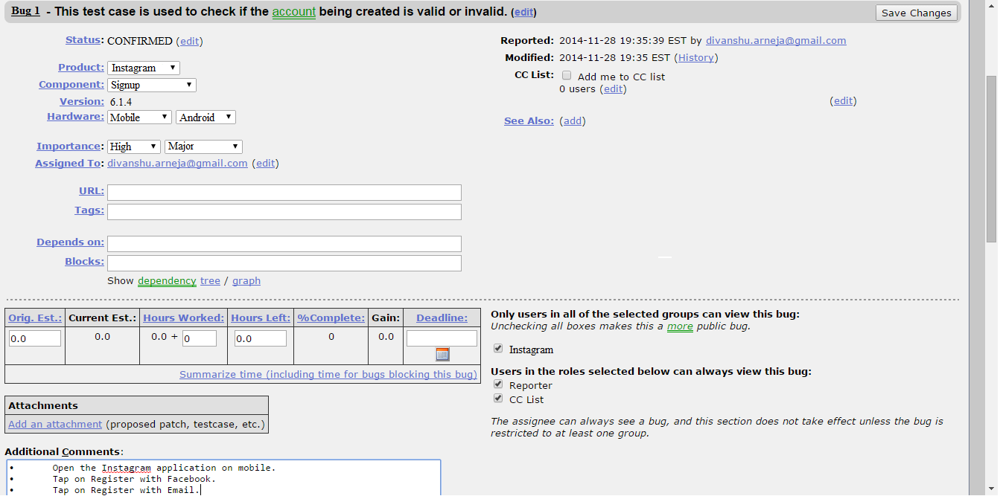 Bug 1 - This test case is used to check if the account being created is valid or invalid. (edit)
Save Changes
Status: CONFIRMED (edit)
Product: Instagram
Component: Signup
Version: 6.1.4
Hardware: Mobile Android
Importance: High Major
Assigned To: divanshu.arneja@gmail.com (edit)
URL:
Tags:
Depends on:
Blocks:
Show dependency tree / graph
Reported: 2014-11-28 19:35:39 EST by divanshu.arneja@gmail.com
Modified: 2014-11-28 19:35 EST (History)
CC List: Add me to CC list
0 users (edit)
(edit)
See Also: (add)
Orig. Est.: Current Est.: Hours Worked: Hours Left: %Complete: Gain: Deadline:
0.0 0.0 0.0 + 0 0.0 0 0.0
Summarize time (including time for bugs blocking this bug)
Attachments
Add an attachment (proposed patch, testcase, etc.)
Additional Comments:
• Open the Instagram application on mobile.
• Tap on Register with Facebook.
• Tap on Register with Email.
Only users in all of the selected groups can view this bug:
Unchecking all boxes makes this a more public bug.
Instagram
Users in the roles selected below can always view this bug:
Reporter
CC List
The assignee can always see a bug, and this section does not take effect unless the bug is
restricted to at least one group.